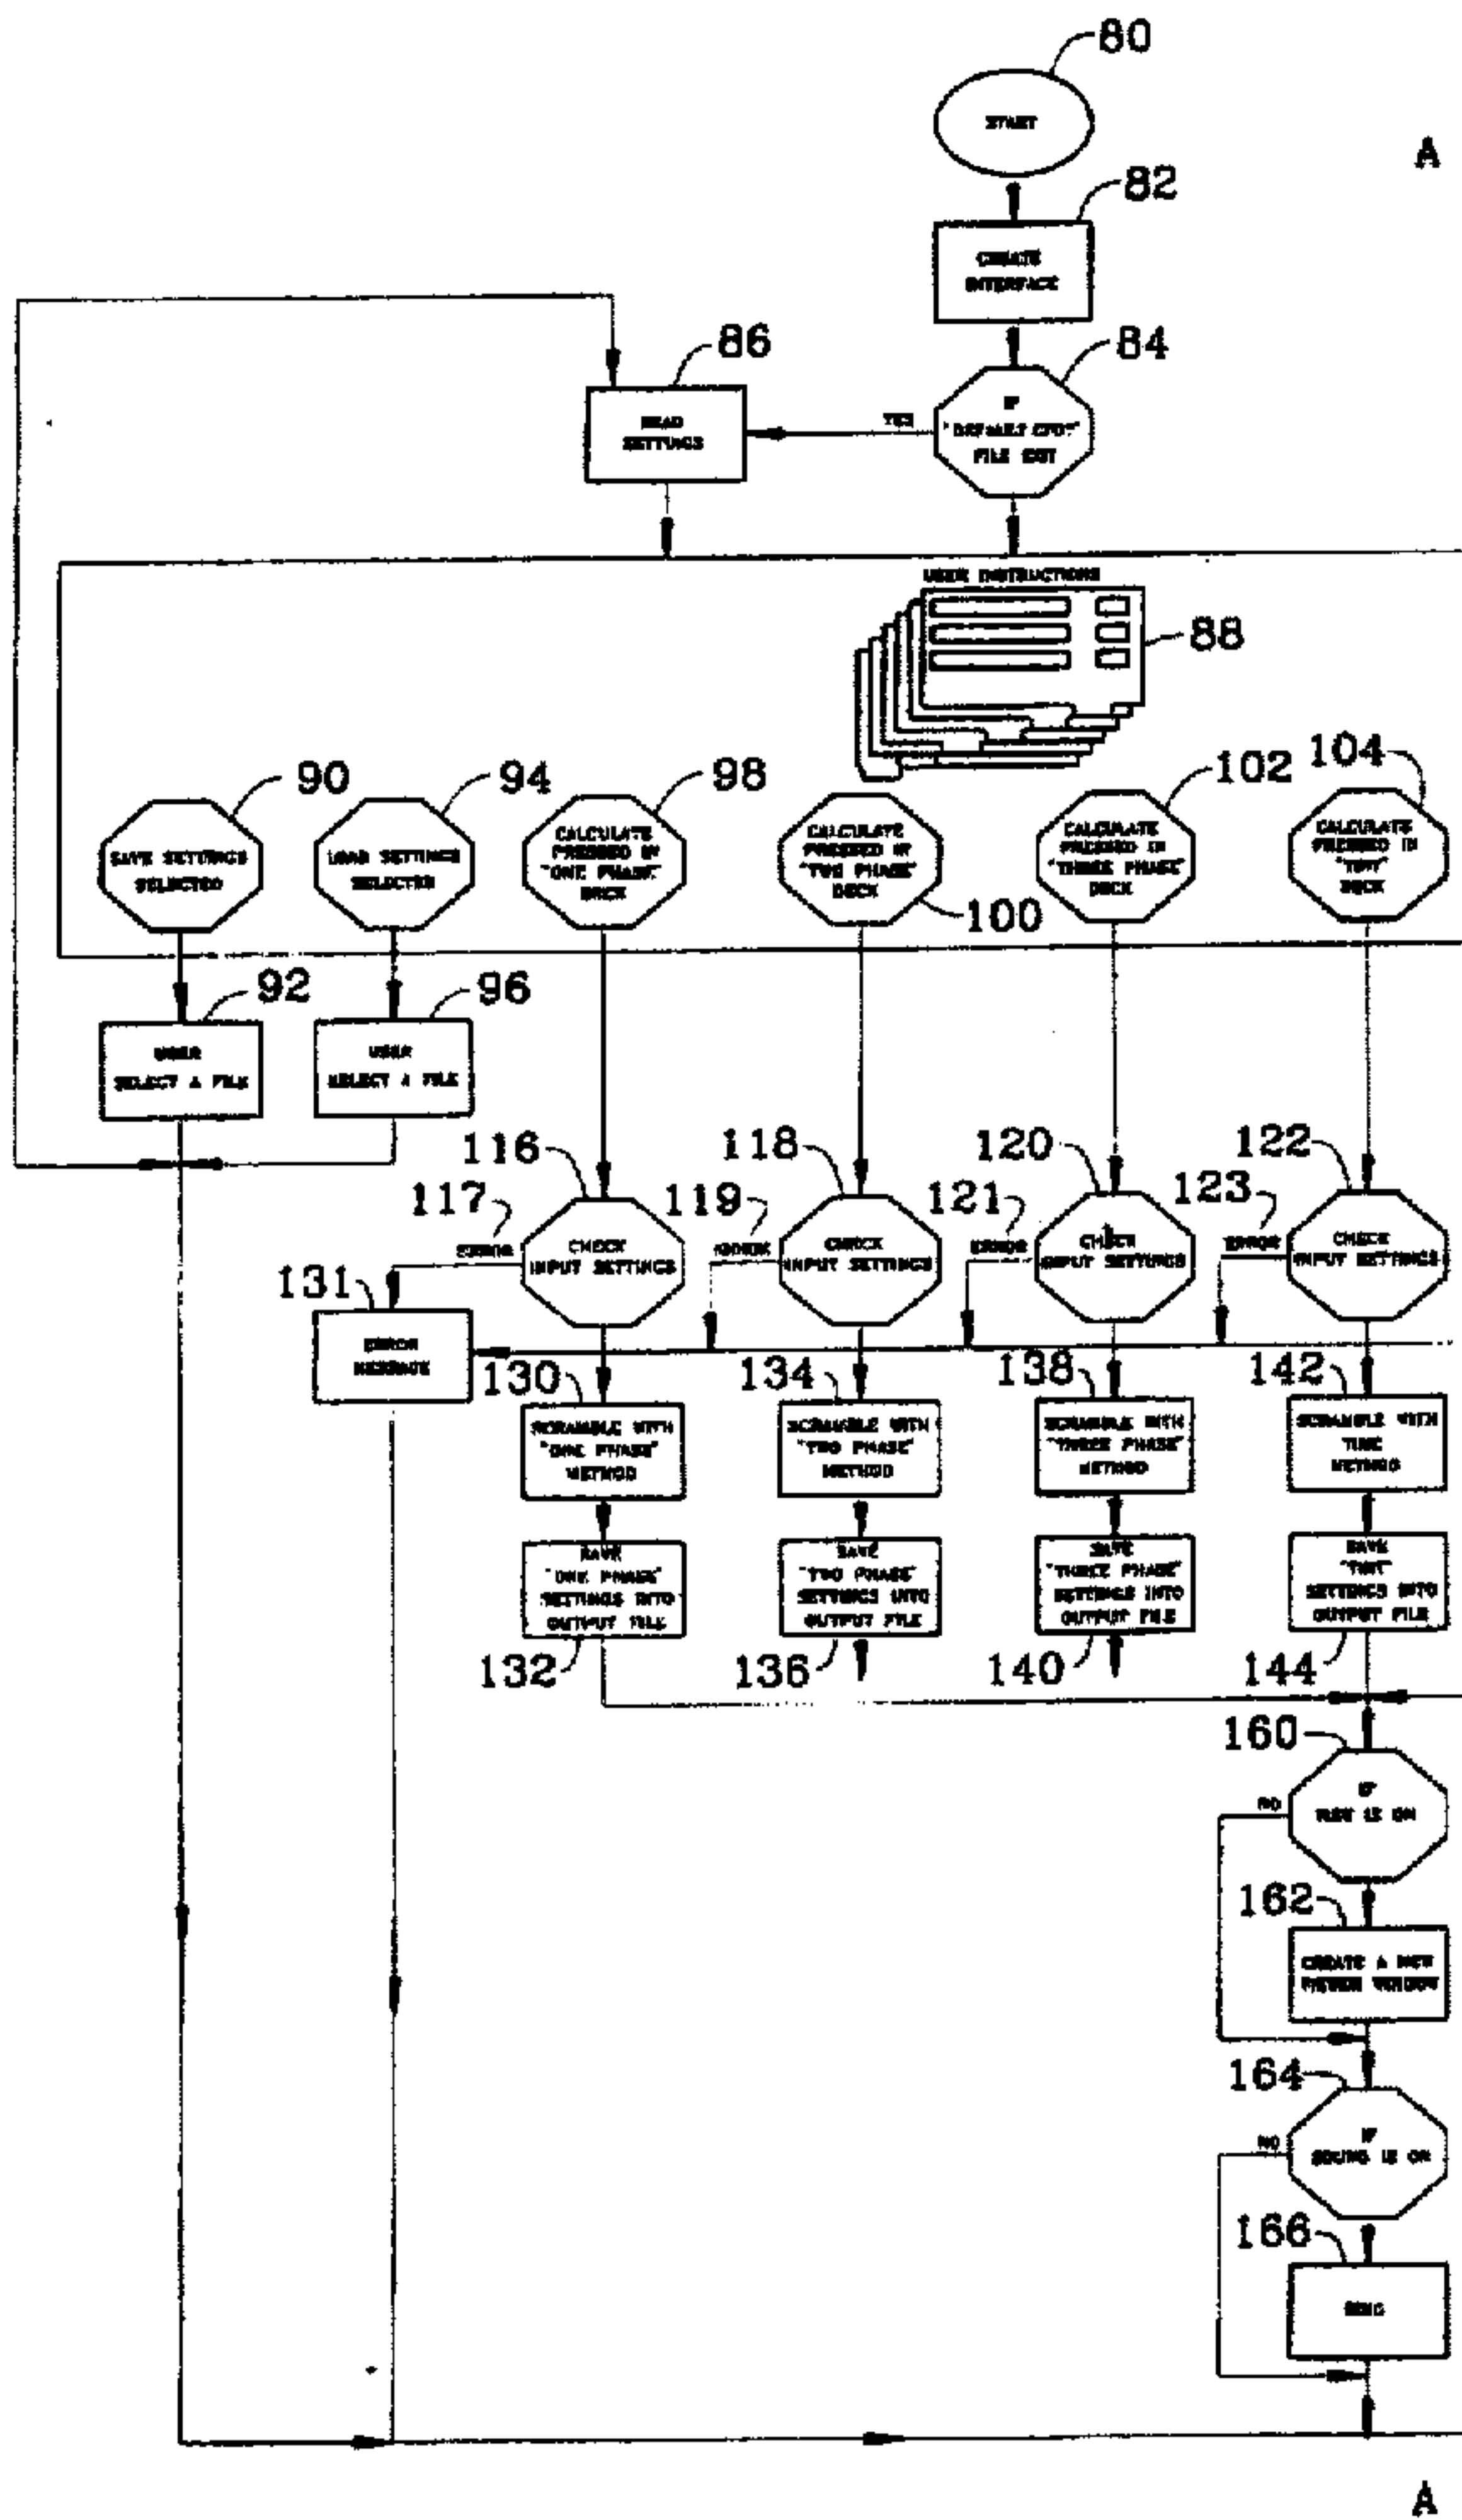 80
START
A
82
CREATE
INTERFACE
86
84
READ
SETTINGS
YES
IF
FILE
USER INSTRUCTIONS
88
90
94
98
102
104
SAVE SETTINGS
SELECTED
LOAD SETTINGS
SELECTED
CALCULATE
PRESSED IN
"ONE PHASE"
DECK
CALCULATE
PRESSED IN
"TWO PHASE"
DECK
100
CALCULATE
PRESSED IN
"THREE PHASE"
DECK
CALCULATE
PRESSED IN
DECK
92
96
USER
SELECT A FILE
USER
SELECT A FILE
116
118
120
122
117
119
121
123
ERROR
CHECK
INPUT SETTINGS
ERROR
CHECK
INPUT SETTINGS
ERROR
CHECK
INPUT SETTINGS
ERROR
CHECK
INPUT SETTINGS
131
ERROR
MESSAGE
130
134
138
142
SCRAMBLE WITH
"ONE PHASE"
METHOD
SCRAMBLE WITH
"TWO PHASE"
METHOD
SCRAMBLE WITH
"THREE PHASE"
METHOD
SCRAMBLE WITH
METHOD
SAVE
"ONE PHASE"
SETTINGS INTO
OUTPUT FILE
SAVE
"TWO PHASE"
SETTINGS INTO
OUTPUT FILE
SAVE
"THREE PHASE"
SETTINGS INTO
OUTPUT FILE
SAVE
SETTINGS INTO
OUTPUT FILE
132
136
140
144
160
IF
IS ON
NO
162
CREATE A NEW
WINDOW
164
IF
SOUND IS ON
NO
166
A